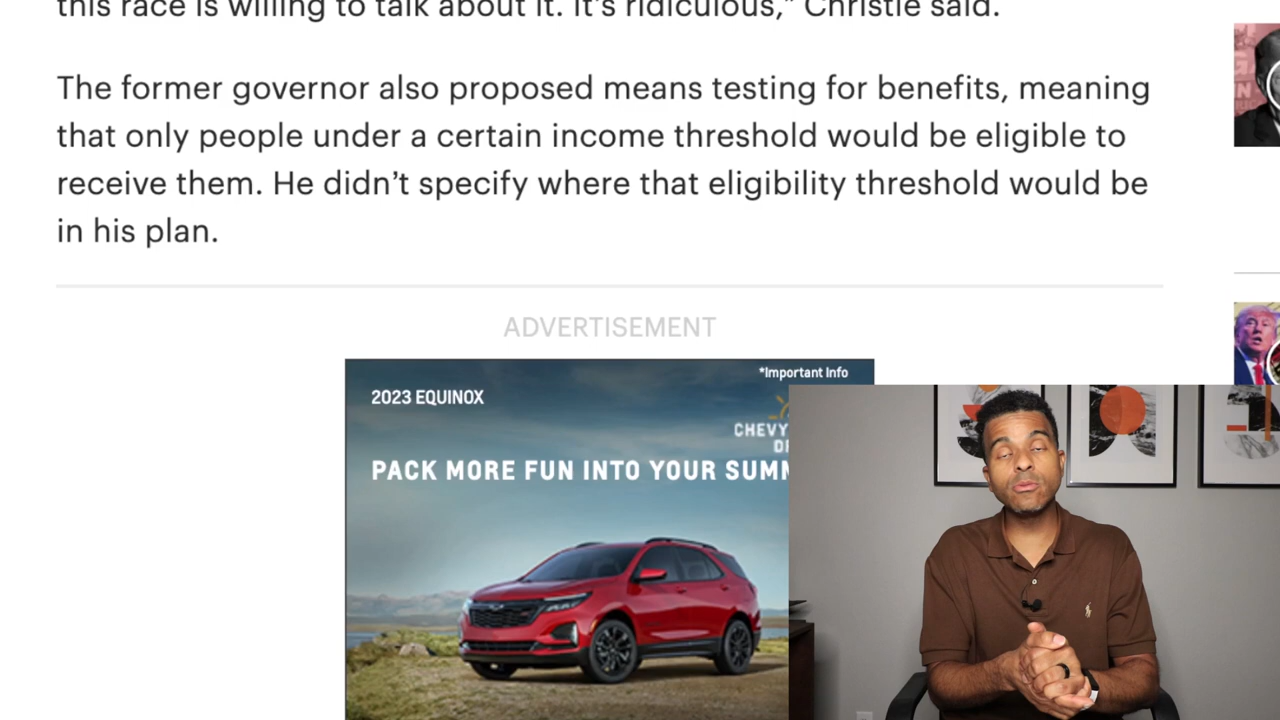 this race is willing to talk about it. It’s ridiculous,” Christie said.
The former governor also proposed means testing for benefits, meaning
that only people under a certain income threshold would be eligible to
receive them. He didn’t specify where that eligibility threshold would be
in his plan.
ADVERTISEMENT
*Important Info
2023 EQUINOX
CHEVY
PACK MORE FUN INTO YOUR